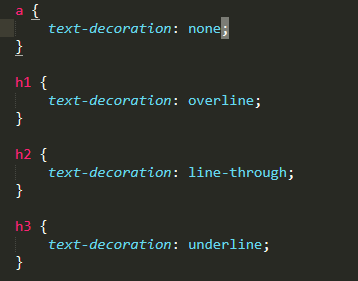 a {
    text-decoration: none;
}
h1 {
    text-decoration: overline;
}
h2 {
    text-decoration: line-through;
}
h3 {
    text-decoration: underline;
}